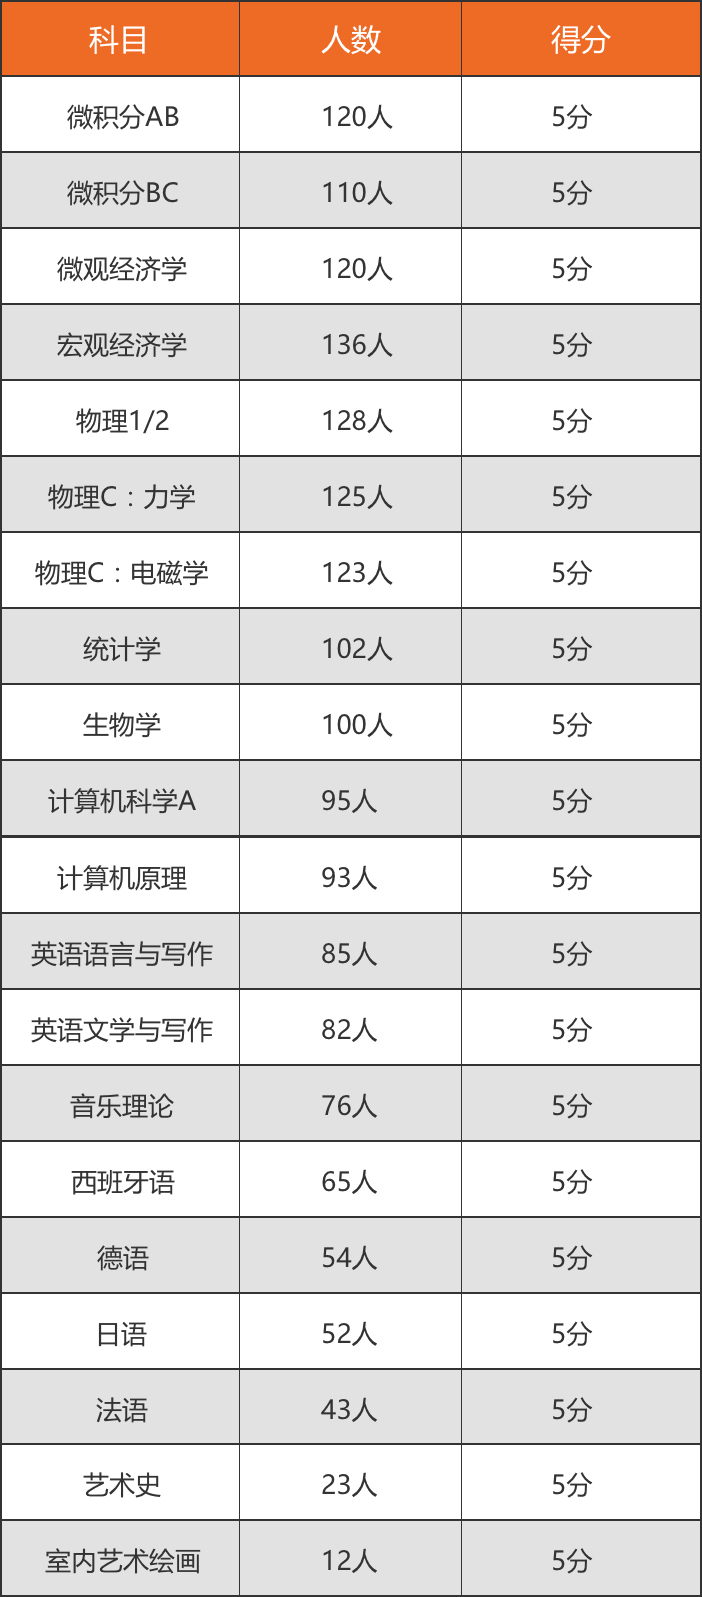 科目 人数 得分
微积分AB 120人 5分
微积分BC 110人 5分
微观经济学 120人 5分
宏观经济学 136人 5分
物理1/2 128人 5分
物理C：力学 125人 5分
物理C：电磁学 123人 5分
统计学 102人 5分
生物学 100人 5分
计算机科学A 95人 5分
计算机原理 93人 5分
英语语言与写作 85人 5分
英语文学与写作 82人 5分
音乐理论 76人 5分
西班牙语 65人 5分
德语 54人 5分
日语 52人 5分
法语 43人 5分
艺术史 23人 5分
室内艺术绘画 12人 5分